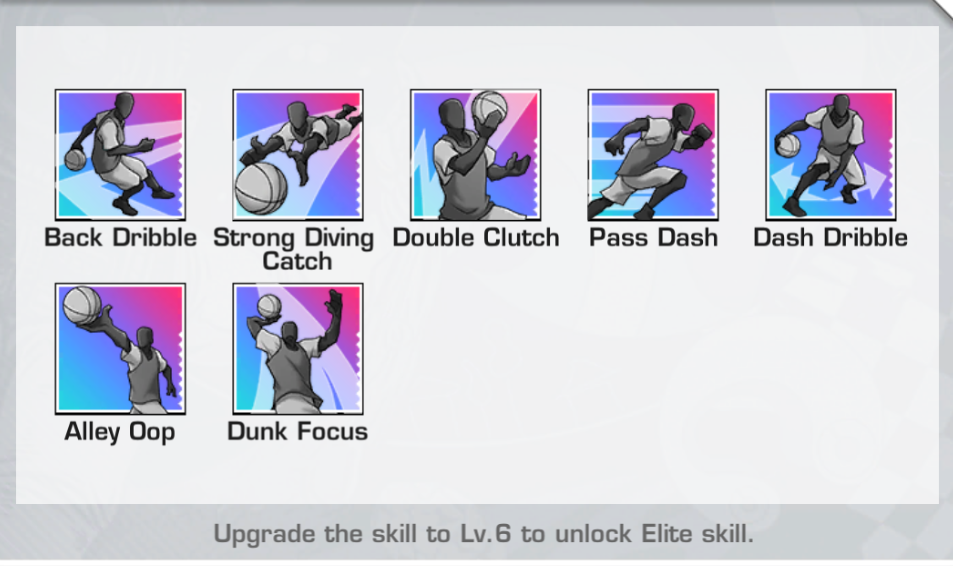 Back Dribble
Strong Diving
Catch
Double Clutch
Pass Dash
Dash Dribble
Alley Oop
Dunk Focus
Upgrade the skill to Lv.6 to unlock Elite skill.